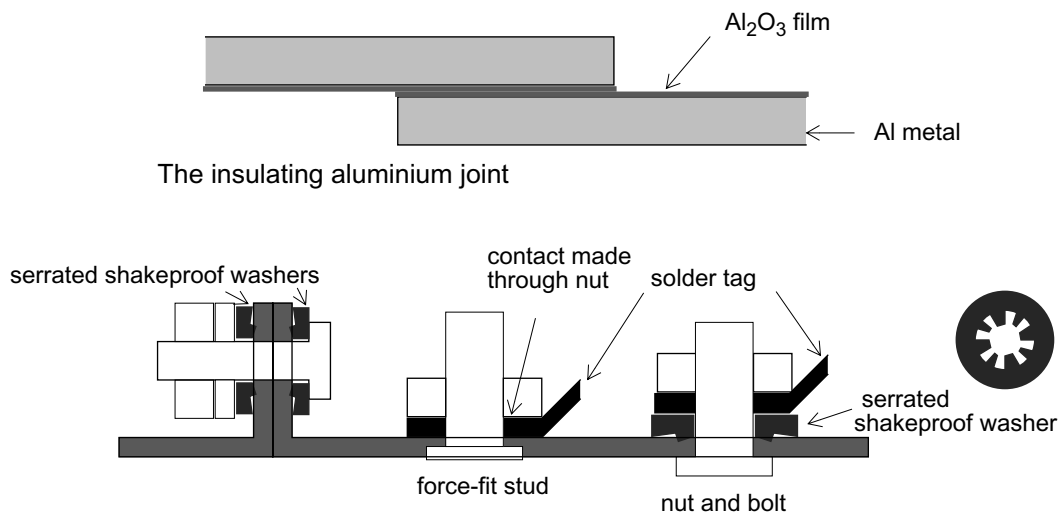 Al₂O₃ film
Al metal
The insulating aluminium joint
serrated shakeproof washers
contact made
through nut
solder tag
serrated
shakeproof washer
force-fit stud
nut and bolt